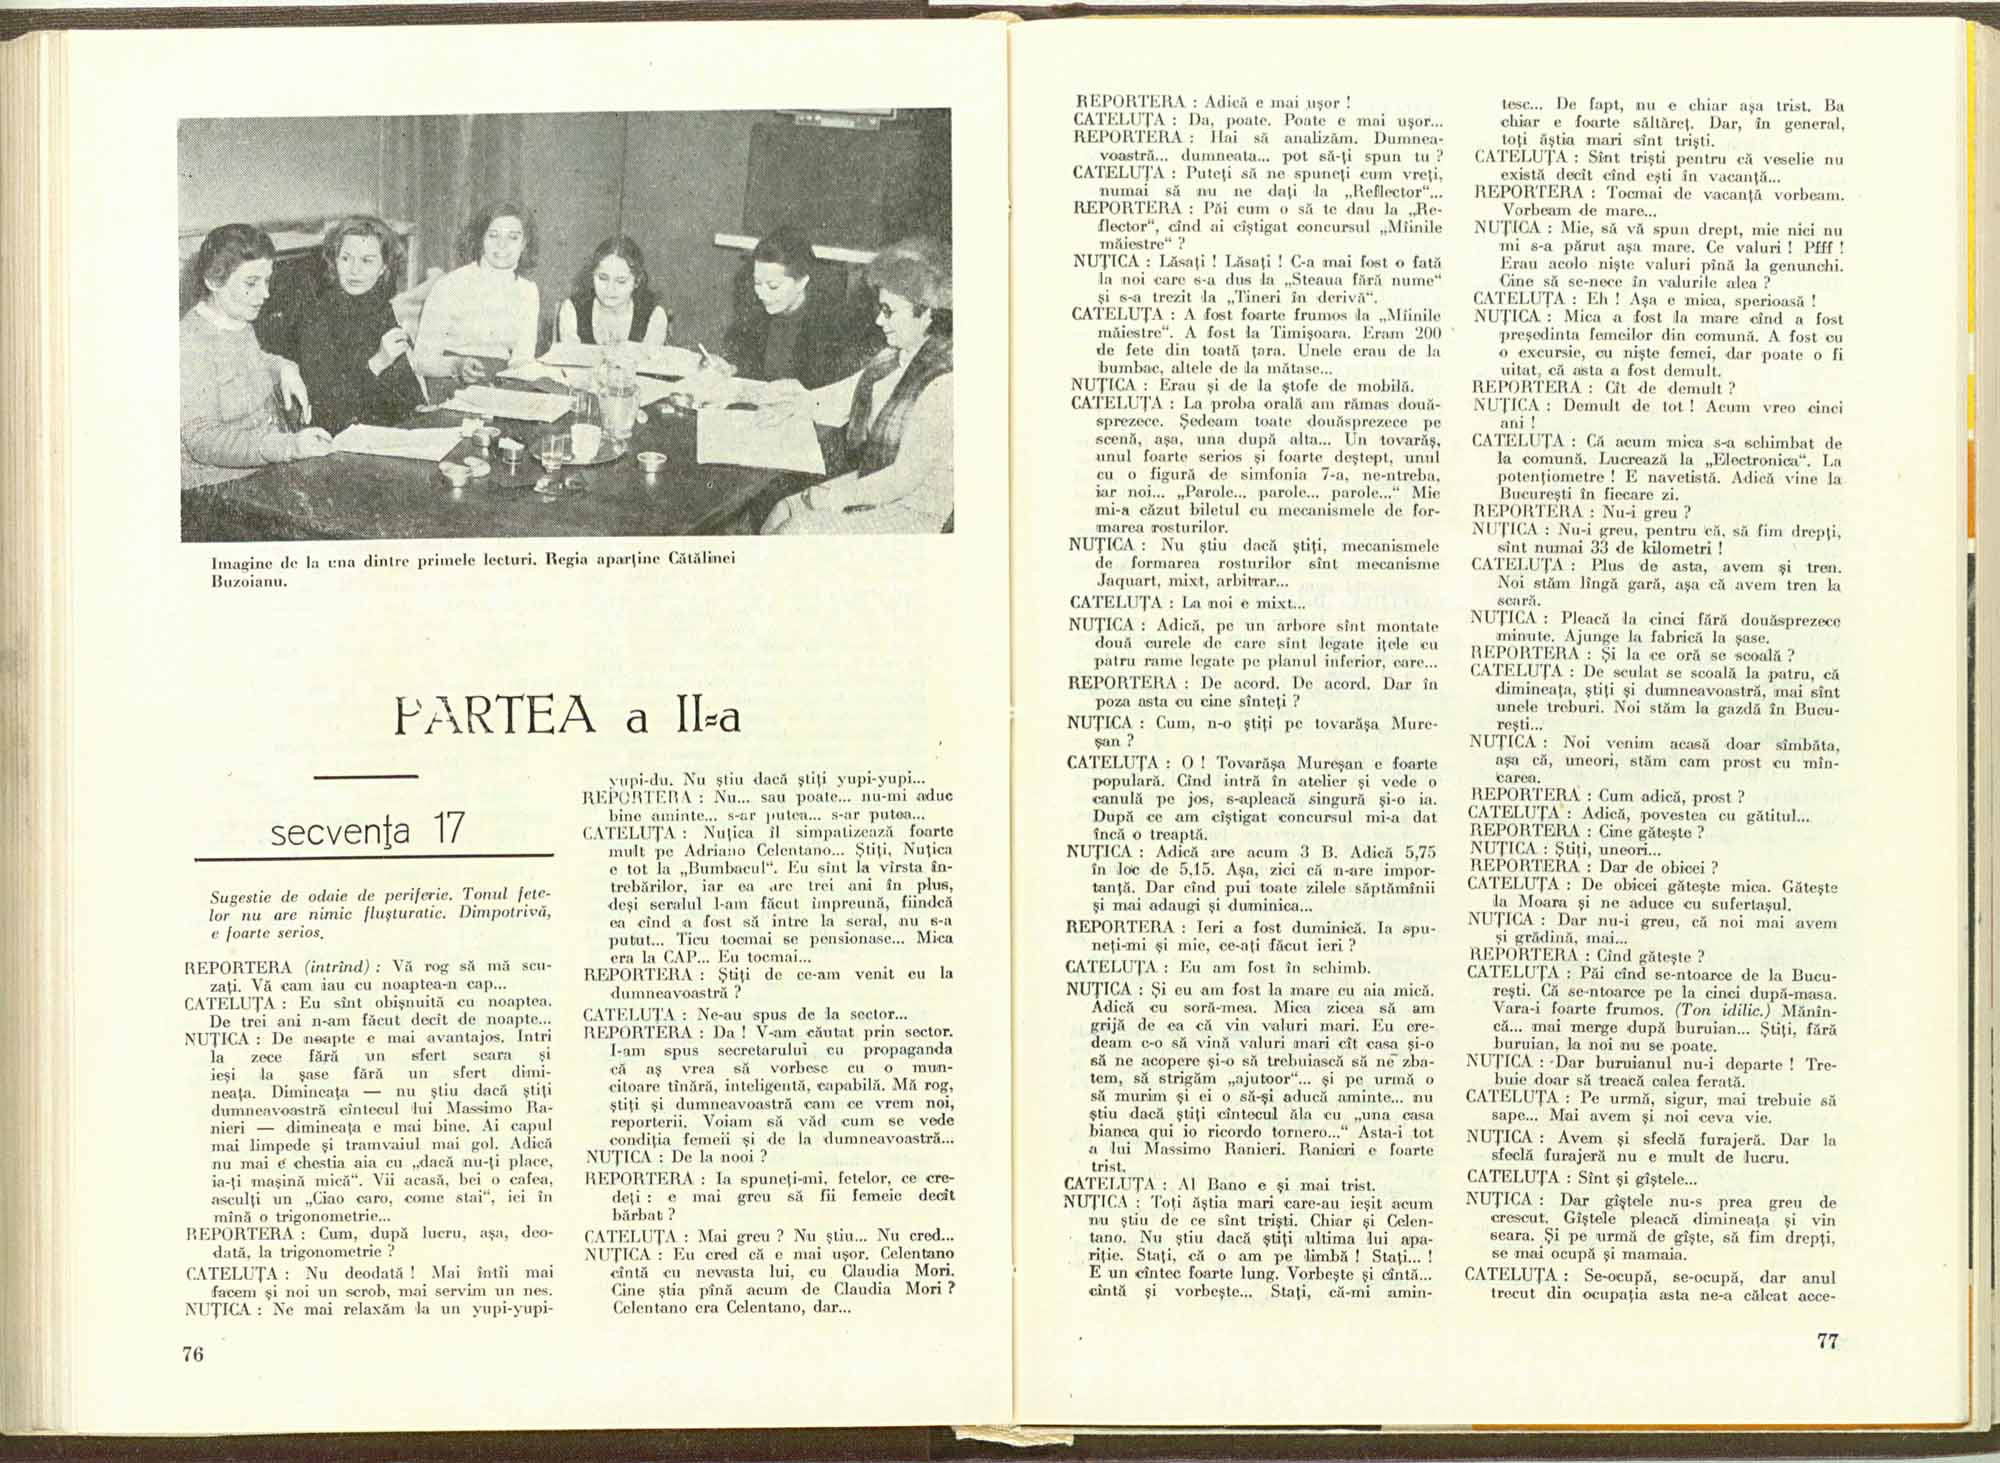 Imagine de la una dintre primele lecturi. Regia aparţine Cătălinei
Buzoianu.
PARTEA a II-a
secvenţa 17
Sugestie de odaie de periferie. Tonul fete-
lor nu are nimic fluşturatic. Dimpotrivă,
e foarte serios.
REPORTERA (intrînd) : Vă rog să mă scu-
zaţi. Vă cam iau cu noaptea-n cap...
CATELUŢA : Eu sînt obişnuită cu noaptea.
De trei ani n-am făcut decît de noapte...
NUŢICA : De noapte e mai avantajos. Intri
la zece fără un sfert seara şi
ieşi la şase fără un sfert dimi-
neaţa. Dimineaţa — nu ştiu dacă ştiţi
dumneavoastră cîntecul lui Massimo Ra-
nieri — dimineaţa e mai bine. Ai capul
mai limpede şi tramvaiul mai gol. Adică
nu mai e chestia aia cu „dacă nu-ţi place,
ia-ţi maşină mică“. Vii acasă, bei o cafea,
asculţi un „Ciao caro, come stai“, iei în
mînă o trigonometrie...
REPORTERA : Cum, după lucru, aşa, deo-
dată, la trigonometrie ?
CATELUŢA : Nu deodată ! Mai întîi mai
facem şi noi un scrob, mai servim un nes.
NUŢICA : Ne mai relaxăm la un yupi-yupi-
yupi-du. Nu ştiu dacă ştiţi yupi-yupi...
REPORTERA : Nu... sau poate... nu-mi aduc
bine aminte... s-ar putea... s-ar putea...
CATELUŢA : Nuţica îl simpatizează foarte
mult pe Adriano Celentano... Ştiţi, Nuţica
e tot la „Bumbacul“. Eu sînt la vîrsta în-
trebărilor, iar ea are trei ani în plus,
deşi seralul l-am făcut împreună, fiindcă
ea cînd a fost să intre la seral, nu s-a
putut... Ticu tocmai se pensionase... Mica
era la CAP... Eu tocmai...
REPORTERA : Ştiţi de ce-am venit eu la
dumneavoastră ?
CATELUŢA : Ne-au spus de la sector...
REPORTERA : Da ! V-am căutat prin sector.
I-am spus secretarului cu propaganda
că aş vrea să vorbesc cu o mun-
citoare tînără, inteligentă, capabilă. Mă rog,
ştiţi şi dumneavoastră cam ce vrem noi,
reporterii. Voiam să văd cum se vede
condiţia femeii şi de la dumneavoastră...
NUŢICA : De la nooi ?
REPORTERA : Ia spuneţi-mi, fetelor, ce cre-
deţi : e mai greu să fii femeie decît
bărbat ?
CATELUŢA : Mai greu ? Nu ştiu... Nu cred...
NUŢICA : Eu cred că e mai uşor. Celentano
cîntă cu nevasta lui, cu Claudia Mori.
Cine ştia pînă acum de Claudia Mori ?
Celentano era Celentano, dar...
76
REPORTERA : Adică e mai uşor !
CATELUŢA : Da, poate. Poate e mai uşor...
REPORTERA : Hai să analizăm. Dumnea-
voastră... dumneata... pot să-ţi spun tu ?
CATELUŢA : Puteţi să ne spuneţi cum vreţi,
numai să nu ne daţi la „Reflector“...
REPORTERA : Păi cum o să te dau la „Re-
flector“, cînd ai cîştigat concursul „Mîinile
măiestre“ ?
NUŢICA : Lăsaţi ! Lăsaţi ! C-a mai fost o fată
la noi care s-a dus la „Steaua fără nume“
şi s-a trezit la „Tineri în derivă“.
CATELUŢA : A fost foarte frumos la „Mîinile
măiestre“. A fost la Timişoara. Eram 200
de fete din toată ţara. Unele erau de la
bumbac, altele de la mătase...
NUŢICA : Erau şi de la ştofe de mobilă.
CATELUŢA : La proba orală am rămas două-
sprezece. Şedeam toate douăsprezece pe
scenă, aşa, una după alta... Un tovarăş,
unul foarte serios şi foarte deştept, unul
cu o figură de simfonia 7-a, ne-ntreba,
iar noi... „Parole... parole... parole...“ Mie
mi-a căzut biletul cu mecanismele de for-
marea rosturilor.
NUŢICA : Nu ştiu dacă ştiţi, mecanismele
de formarea rosturilor sînt mecanisme
Jaquart, mixt, arbitrar...
CATELUŢA : La noi e mixt...
NUŢICA : Adică, pe un arbore sînt montate
două curele de care sînt legate iţele cu
patru rame legate pe planul inferior, care...
REPORTERA : De acord. De acord. Dar în
poza asta cu cine sînteţi ?
NUŢICA : Cum, n-o ştiţi pe tovarăşa Mure-
şan ?
CATELUŢA : O ! Tovarăşa Mureşan e foarte
populară. Cînd intră în atelier şi vede o
canulă pe jos, s-apleacă singură şi-o ia.
După ce am cîştigat concursul mi-a dat
încă o treaptă.
NUŢICA : Adică are acum 3 B. Adică 5,75
în loc de 5,15. Aşa, zici că n-are impor-
tanţă. Dar cînd pui toate zilele săptămînii
şi mai adaugi şi duminica...
REPORTERA : Ieri a fost duminică. Ia spu-
neţi-mi şi mie, ce-aţi făcut ieri ?
CATELUŢA : Eu am fost în schimb.
NUŢICA : Şi eu am fost la mare cu aia mică.
Adică cu soră-mea. Mica zicea să am
grijă de ea că vin valuri mari. Eu cre-
deam c-o să vină valuri mari cît casa şi-o
să ne acopere şi-o să trebuiască să ne zba-
tem, să strigăm „ajutoor“... şi pe urmă o
să murim şi ei o să-şi aducă aminte... nu
ştiu dacă ştiţi cîntecul ăla cu „una casa
bianca qui io ricordo tornero...“ Asta-i tot
a lui Massimo Ranieri. Ranieri e foarte
trist.
CATELUŢA : Al Bano e şi mai trist.
NUŢICA : Toţi ăştia mari care-au ieşit acum
nu ştiu de ce sînt trişti. Chiar şi Celen-
tano. Nu ştiu dacă ştiţi ultima lui apa-
riţie. Staţi, că o am pe limbă ! Staţi... !
E un cîntec foarte lung. Vorbeşte şi cîntă...
cîntă şi vorbeşte... Staţi, că-mi amin-
tesc... De fapt, nu e chiar aşa trist. Ba
chiar e foarte săltăreţ. Dar, în general,
toţi ăştia mari sînt trişti.
CATELUŢA : Sînt trişti pentru că veselie nu
există decît cînd eşti în vacanţă...
REPORTERA : Tocmai de vacanţă vorbeam.
Vorbeam de mare...
NUŢICA : Mie, să vă spun drept, mie nici nu
mi s-a părut aşa mare. Ce valuri ! Pfff !
Erau acolo nişte valuri pînă la genunchi.
Cine să se-nece în valurile alea ?
CATELUŢA : Eh ! Aşa e mica, sperioasă !
NUŢICA : Mica a fost la mare cînd a fost
preşedinta femeilor din comună. A fost cu
o excursie, cu nişte femei, dar poate o fi
uitat, că asta a fost demult.
REPORTERA : Cît de demult ?
NUŢICA : Demult de tot ! Acum vreo cinci
ani !
CATELUŢA : Că acum mica s-a schimbat de
la comună. Lucrează la „Electronica“. La
potenţiometre ! E navetistă. Adică vine la
Bucureşti în fiecare zi.
REPORTERA : Nu-i greu ?
NUŢICA : Nu-i greu, pentru că, să fim drepţi,
sînt numai 33 de kilometri !
CATELUŢA : Plus de asta, avem şi tren.
Noi stăm lîngă gară, aşa că avem tren la
scară.
NUŢICA : Pleacă la cinci fără douăsprezece
minute. Ajunge la fabrică la şase.
REPORTERA : Şi la ce oră se scoală ?
CATELUŢA : De sculat se scoală la patru, că
dimineaţa, ştiţi şi dumneavoastră, mai sînt
unele treburi. Noi stăm la gazdă în Bucu-
reşti...
NUŢICA : Noi venim acasă doar sîmbăta,
aşa că, uneori, stăm cam prost cu mîn-
carea.
REPORTERA : Cum adică, prost ?
CATELUŢA : Adică, povestea cu gătitul...
REPORTERA : Cine găteşte ?
NUŢICA : Ştiţi, uneori...
REPORTERA : Dar de obicei ?
CATELUŢA : De obicei găteşte mica. Găteşte
la Moara şi ne aduce cu sufertaşul.
NUŢICA : Dar nu-i greu, că noi mai avem
şi grădină, mai...
REPORTERA : Cînd găteşte ?
CATELUŢA : Păi cînd se-ntoarce de la Bucu-
reşti. Că se-ntoarce pe la cinci după-masa.
Vara-i foarte frumos. (Ton idilic.) Mănîn-
că... mai merge după buruian... Ştiţi, fără
buruian, la noi nu se poate.
NUŢICA : Dar buruianul nu-i departe ! Tre-
buie doar să treacă calea ferată.
CATELUŢA : Pe urmă, sigur, mai trebuie să
sape... Mai avem şi noi ceva vie.
NUŢICA : Avem şi sfeclă furajeră. Dar la
sfeclă furajeră nu e mult de lucru.
CATELUŢA : Sînt şi gîştele...
NUŢICA : Dar gîştele nu-s prea greu de
crescut. Gîştele pleacă dimineaţa şi vin
seara. Şi pe urmă de gîşte, să fim drepţi,
se mai ocupă şi mamaia.
CATELUŢA : Se-ocupă, se-ocupă, dar anul
trecut din ocupaţia asta ne-a călcat acce-
77